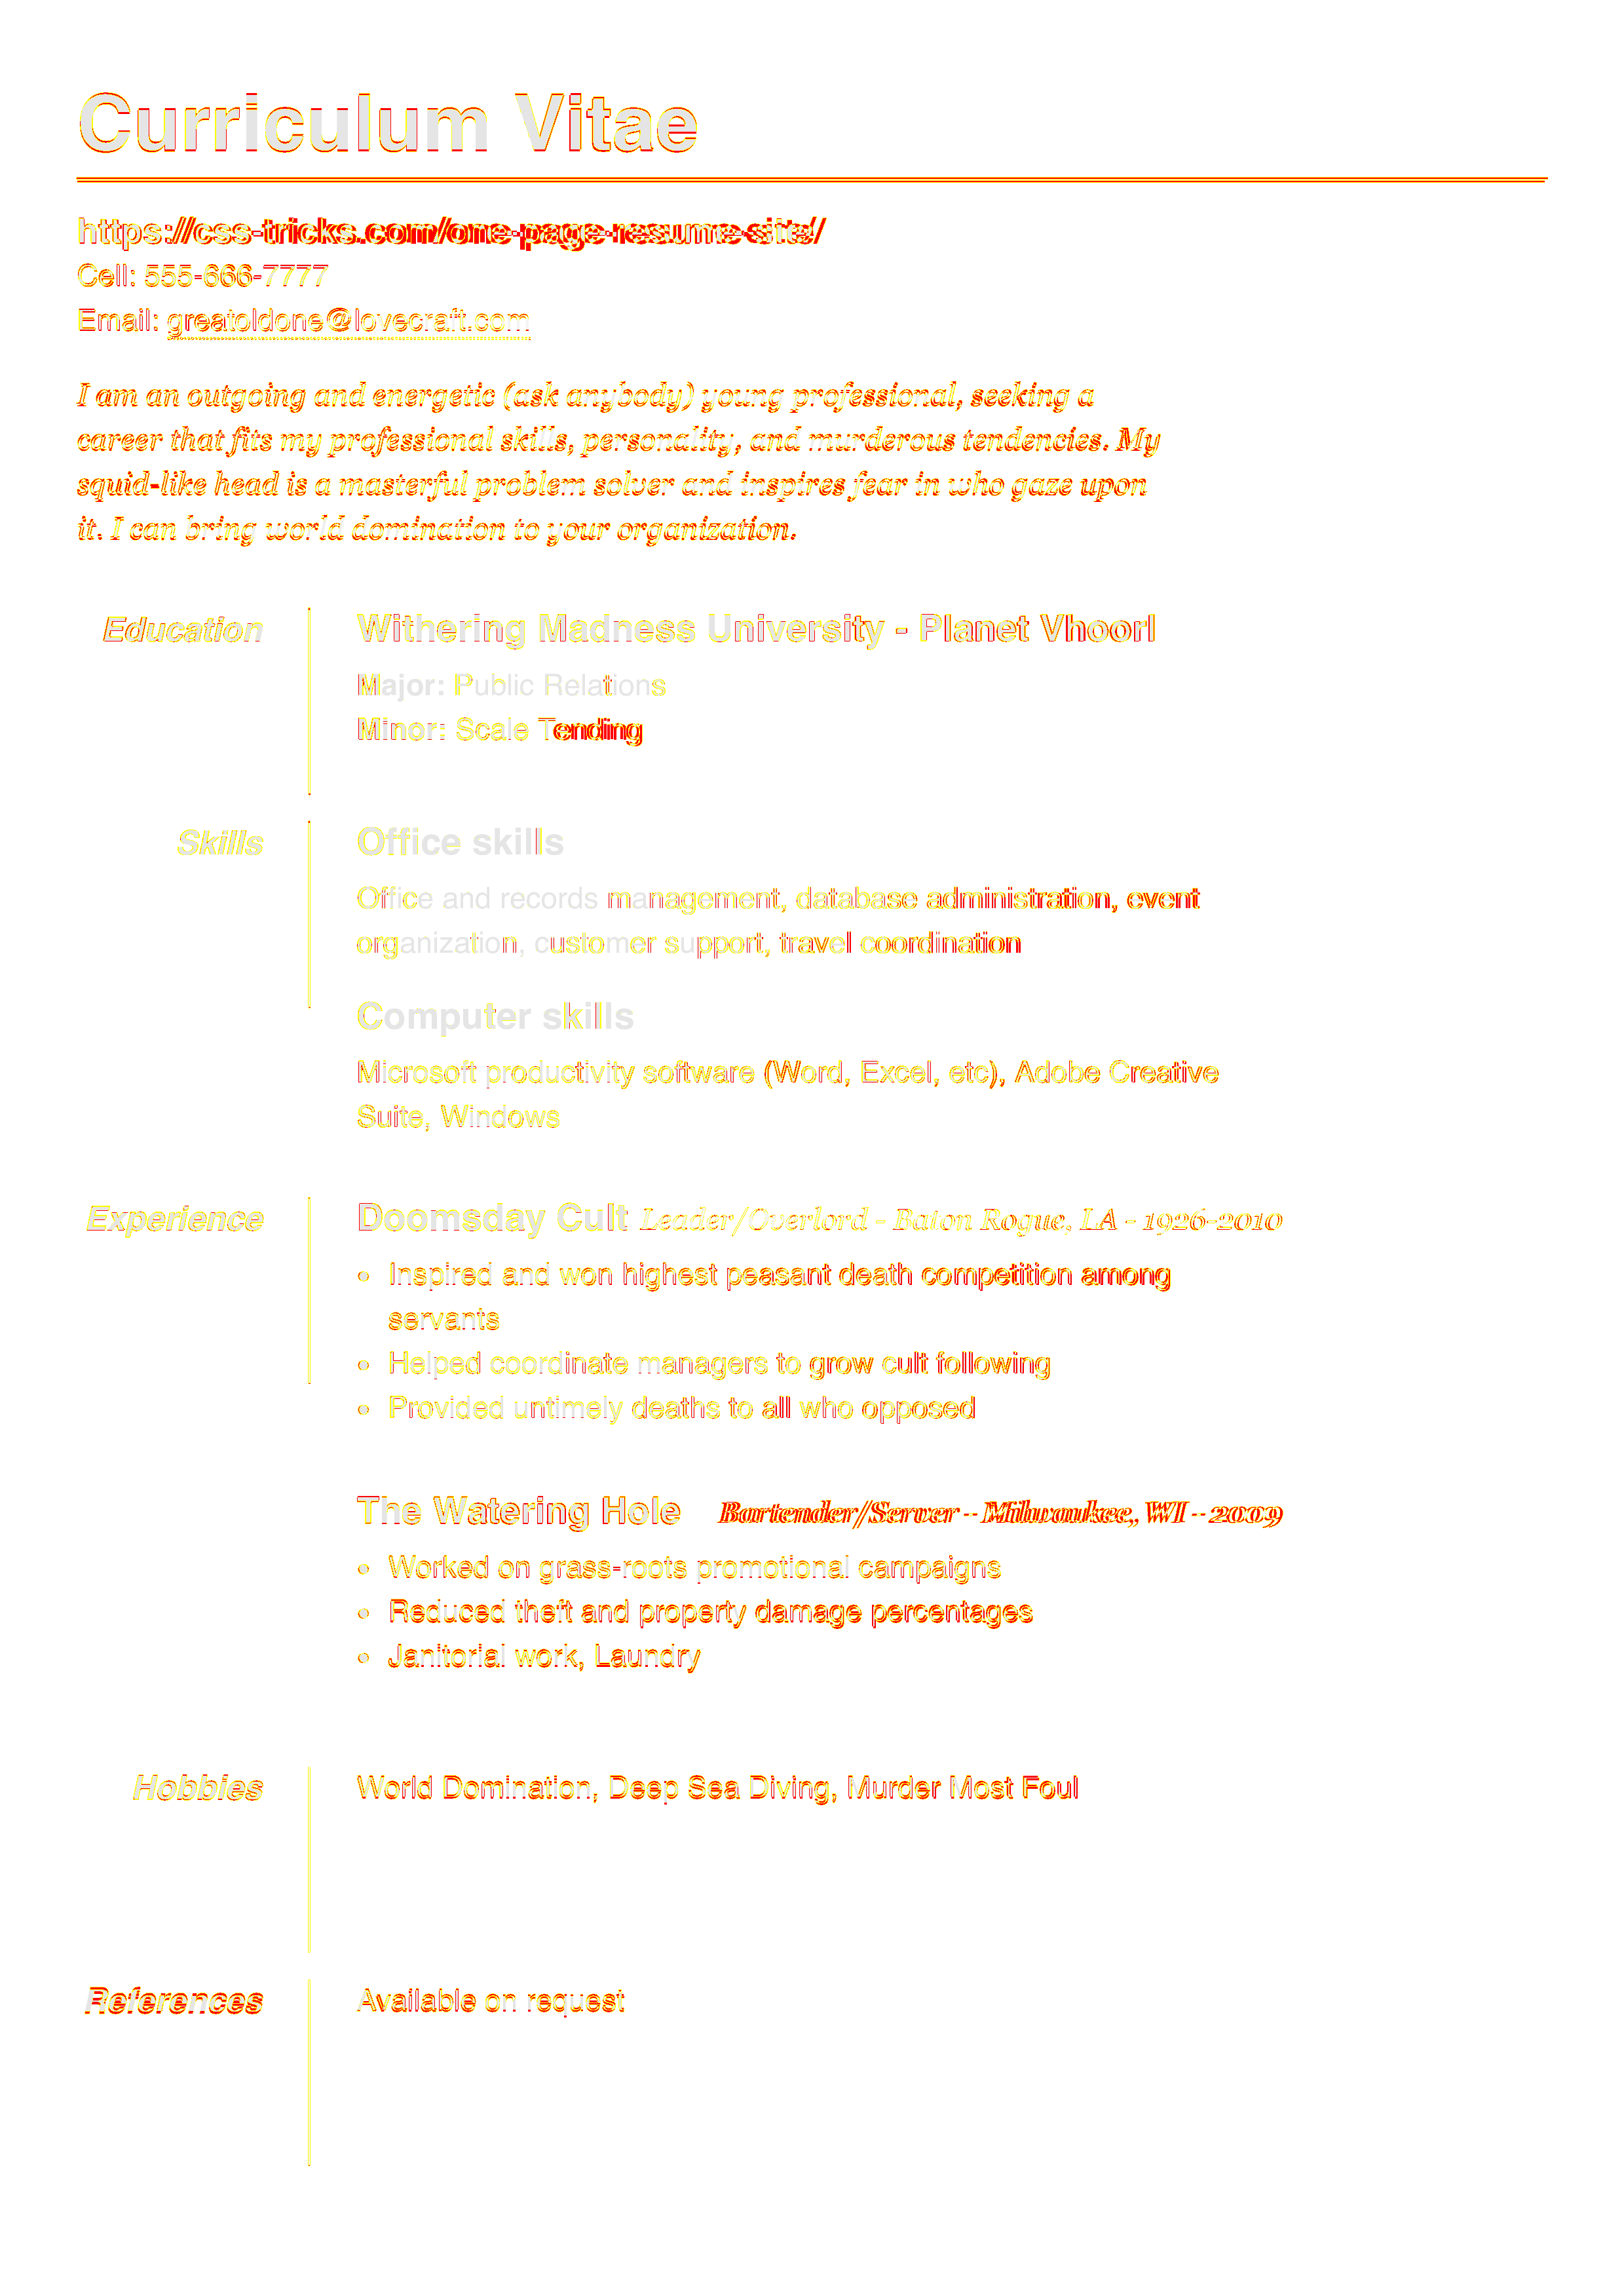 Curriculum Vitae
https://css-tricks.com/one-page-resume-site/
Cell: 555-666-7777
Email: greatoldone@lovecraft.com
I am an outgoing and energetic (ask anybody) young professional, seeking a
career that fits my professional skills, personality, and murderous tendencies. My
squid-like head is a masterful problem solver and inspires fear in who gaze upon
it. I can bring world domination to your organization.
Education
Withering Madness University - Planet Vhoorl
Major: Public Relations
Minor: Scale Tending
Skills
Office skills
Office and records management, database administration, event
organization, customer support, travel coordination
Computer skills
Microsoft productivity software (Word, Excel, etc), Adobe Creative
Suite, Windows
Experience
Doomsday Cult Leader/Overlord - Baton Rogue, LA - 1926-2010
• Inspired and won highest peasant death competition among
servants
• Helped coordinate managers to grow cult following
• Provided untimely deaths to all who opposed
The Watering Hole Bartender/Server - Milwaukee, WI - 2009
• Worked on grass-roots promotional campaigns
• Reduced theft and property damage percentages
• Janitorial work, Laundry
Hobbies
World Domination, Deep Sea Diving, Murder Most Foul
References
Available on request